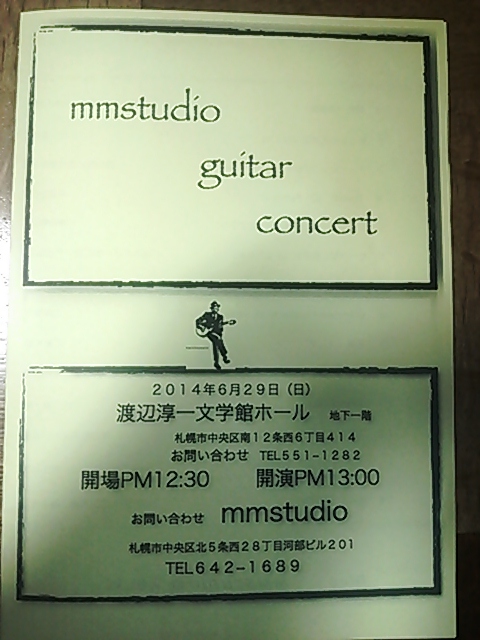 mmstudio
guitar
concert
2014年6月29日（日）
渡辺淳一文学館ホール 地下一階
札幌市中央区南12条西6丁目414
お問い合わせ TEL551-1282
開場PM12:30 開演PM13:00
お問い合わせ mmstudio
札幌市中央区北5条西28丁目河部ビル201
TEL642-1689